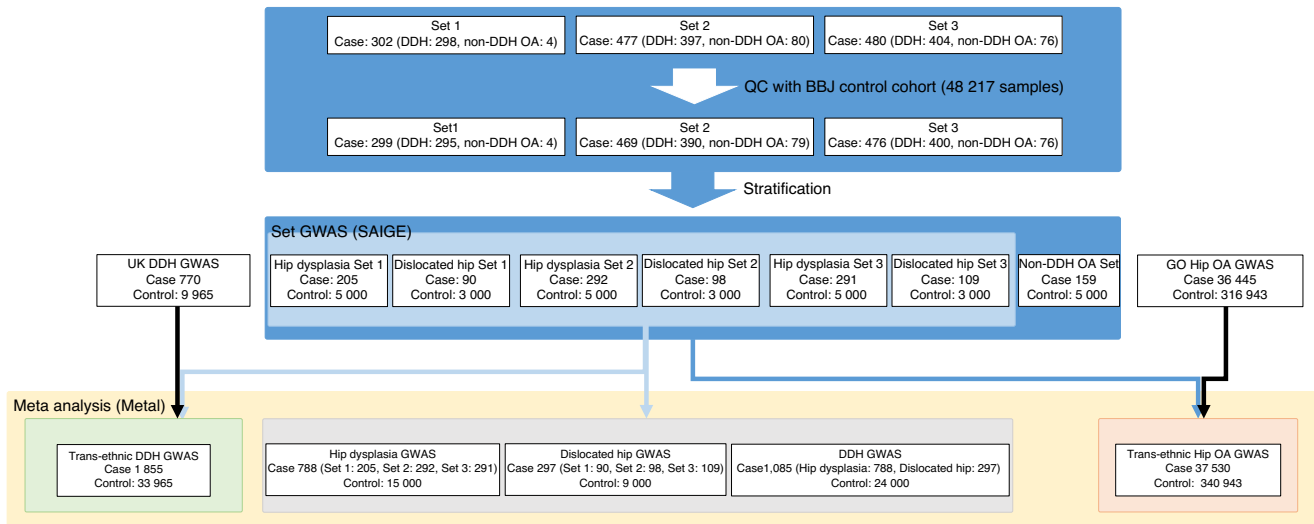 Set 1
Case: 302 (DDH: 298, non-DDH OA: 4)
Set 2
Case: 477 (DDH: 397, non-DDH OA: 80)
Set 3
Case: 480 (DDH: 404, non-DDH OA: 76)
QC with BBJ control cohort (48 217 samples)
Set1
Case: 299 (DDH: 295, non-DDH OA: 4)
Set 2
Case: 469 (DDH: 390, non-DDH OA: 79)
Set 3
Case: 476 (DDH: 400, non-DDH OA: 76)
Stratification
Set GWAS (SAIGE)
UK DDH GWAS
Case 770
Control: 9 965
Hip dysplasia Set 1
Case: 205
Control: 5 000
Dislocated hip Set 1
Case: 90
Control: 3 000
Hip dysplasia Set 2
Case: 292
Control: 5 000
Dislocated hip Set 2
Case: 98
Control: 3 000
Hip dysplasia Set 3
Case: 291
Control: 5 000
Dislocated hip Set 3
Case: 109
Control: 3 000
Non-DDH OA Set
Case 159
Control: 5 000
GO Hip OA GWAS
Case 36 445
Control: 316 943
Meta analysis (Metal)
Trans-ethnic DDH GWAS
Case 1 855
Control: 33 965
Hip dysplasia GWAS
Case 788 (Set 1: 205, Set 2: 292, Set 3: 291)
Control: 15 000
Dislocated hip GWAS
Case 297 (Set 1: 90, Set 2: 98, Set 3: 109)
Control: 9 000
DDH GWAS
Case1,085 (Hip dysplasia: 788, Dislocated hip: 297)
Control: 24 000
Trans-ethnic Hip OA GWAS
Case 37 530
Control: 340 943